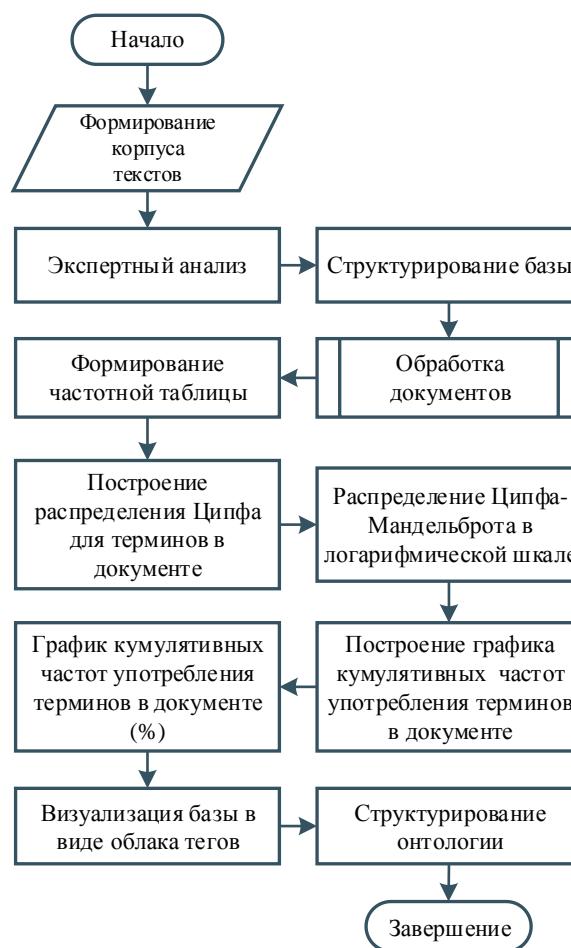 Начало
Формирование
корпуса
текстов
Экспертный анализ
Структурирование базы
Обработка
документов
Формирование
частотной таблицы
Построение
распределения Ципфа
для терминов в
документе
Распределение Ципфа-
Мандельброта в
логарифмической шкале
Построение графика
кумулятивных частот
употребления терминов
в документе
График кумулятивных
частот употребления
терминов в документе
(%)
Визуализация базы в
виде облака тегов
Структурирование
онтологии
Завершение